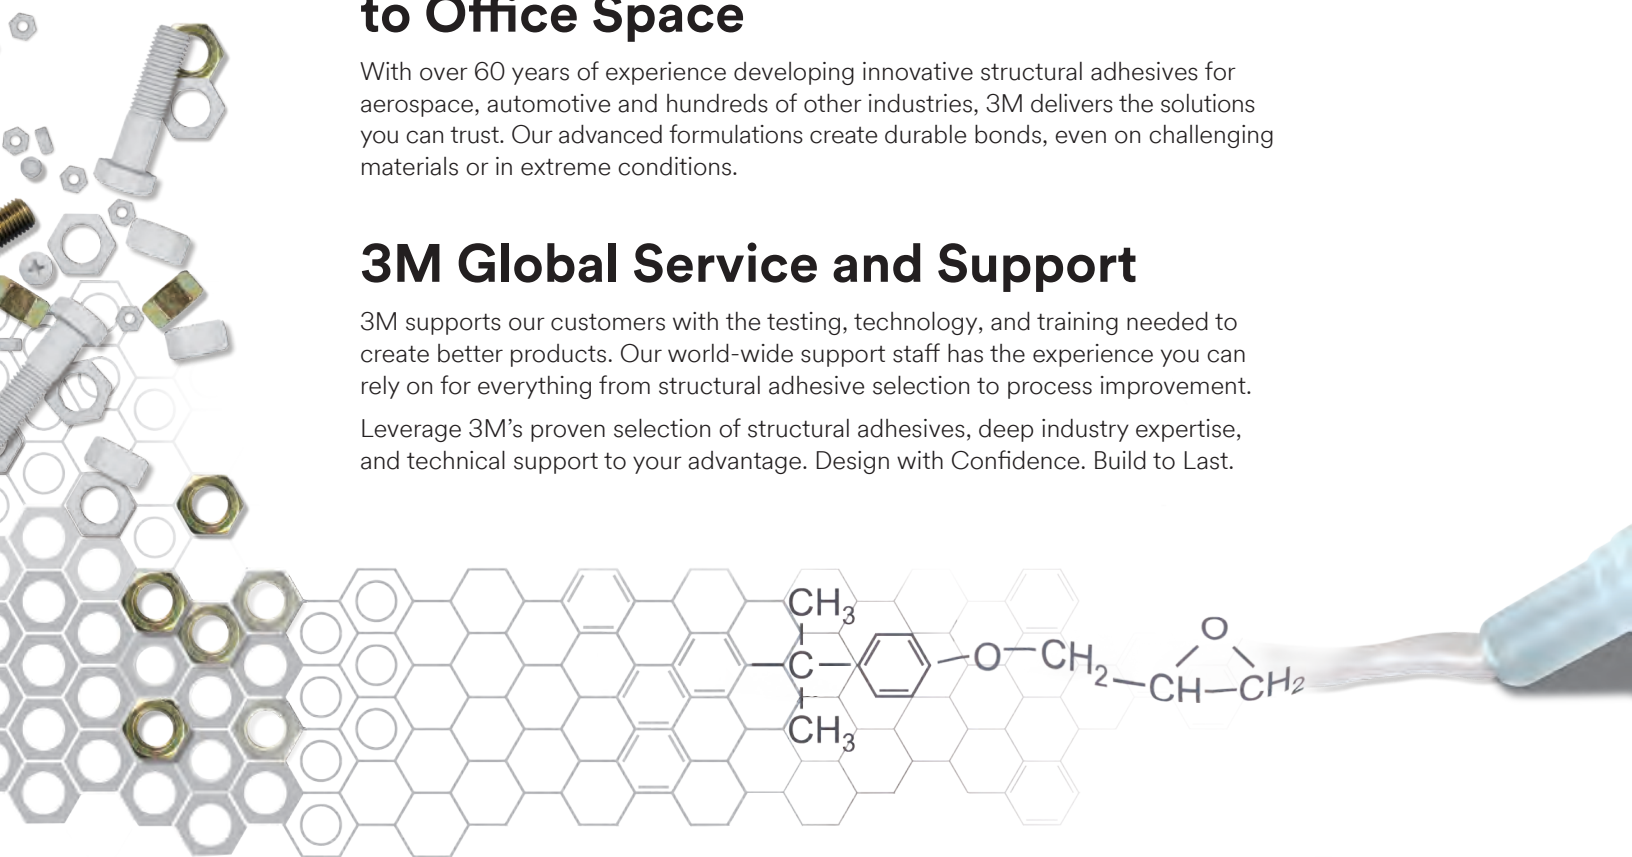 to Office Space
With over 60 years of experience developing innovative structural adhesives for
aerospace, automotive and hundreds of other industries, 3M delivers the solutions
you can trust. Our advanced formulations create durable bonds, even on challenging
materials or in extreme conditions.
3M Global Service and Support
3M supports our customers with the testing, technology, and training needed to
create better products. Our world-wide support staff has the experience you can
rely on for everything from structural adhesive selection to process improvement.
Leverage 3M’s proven selection of structural adhesives, deep industry expertise,
and technical support to your advantage. Design with Confidence. Build to Last.
CH₃
C
CH₃
O
CH₂
O
CH
CH₂